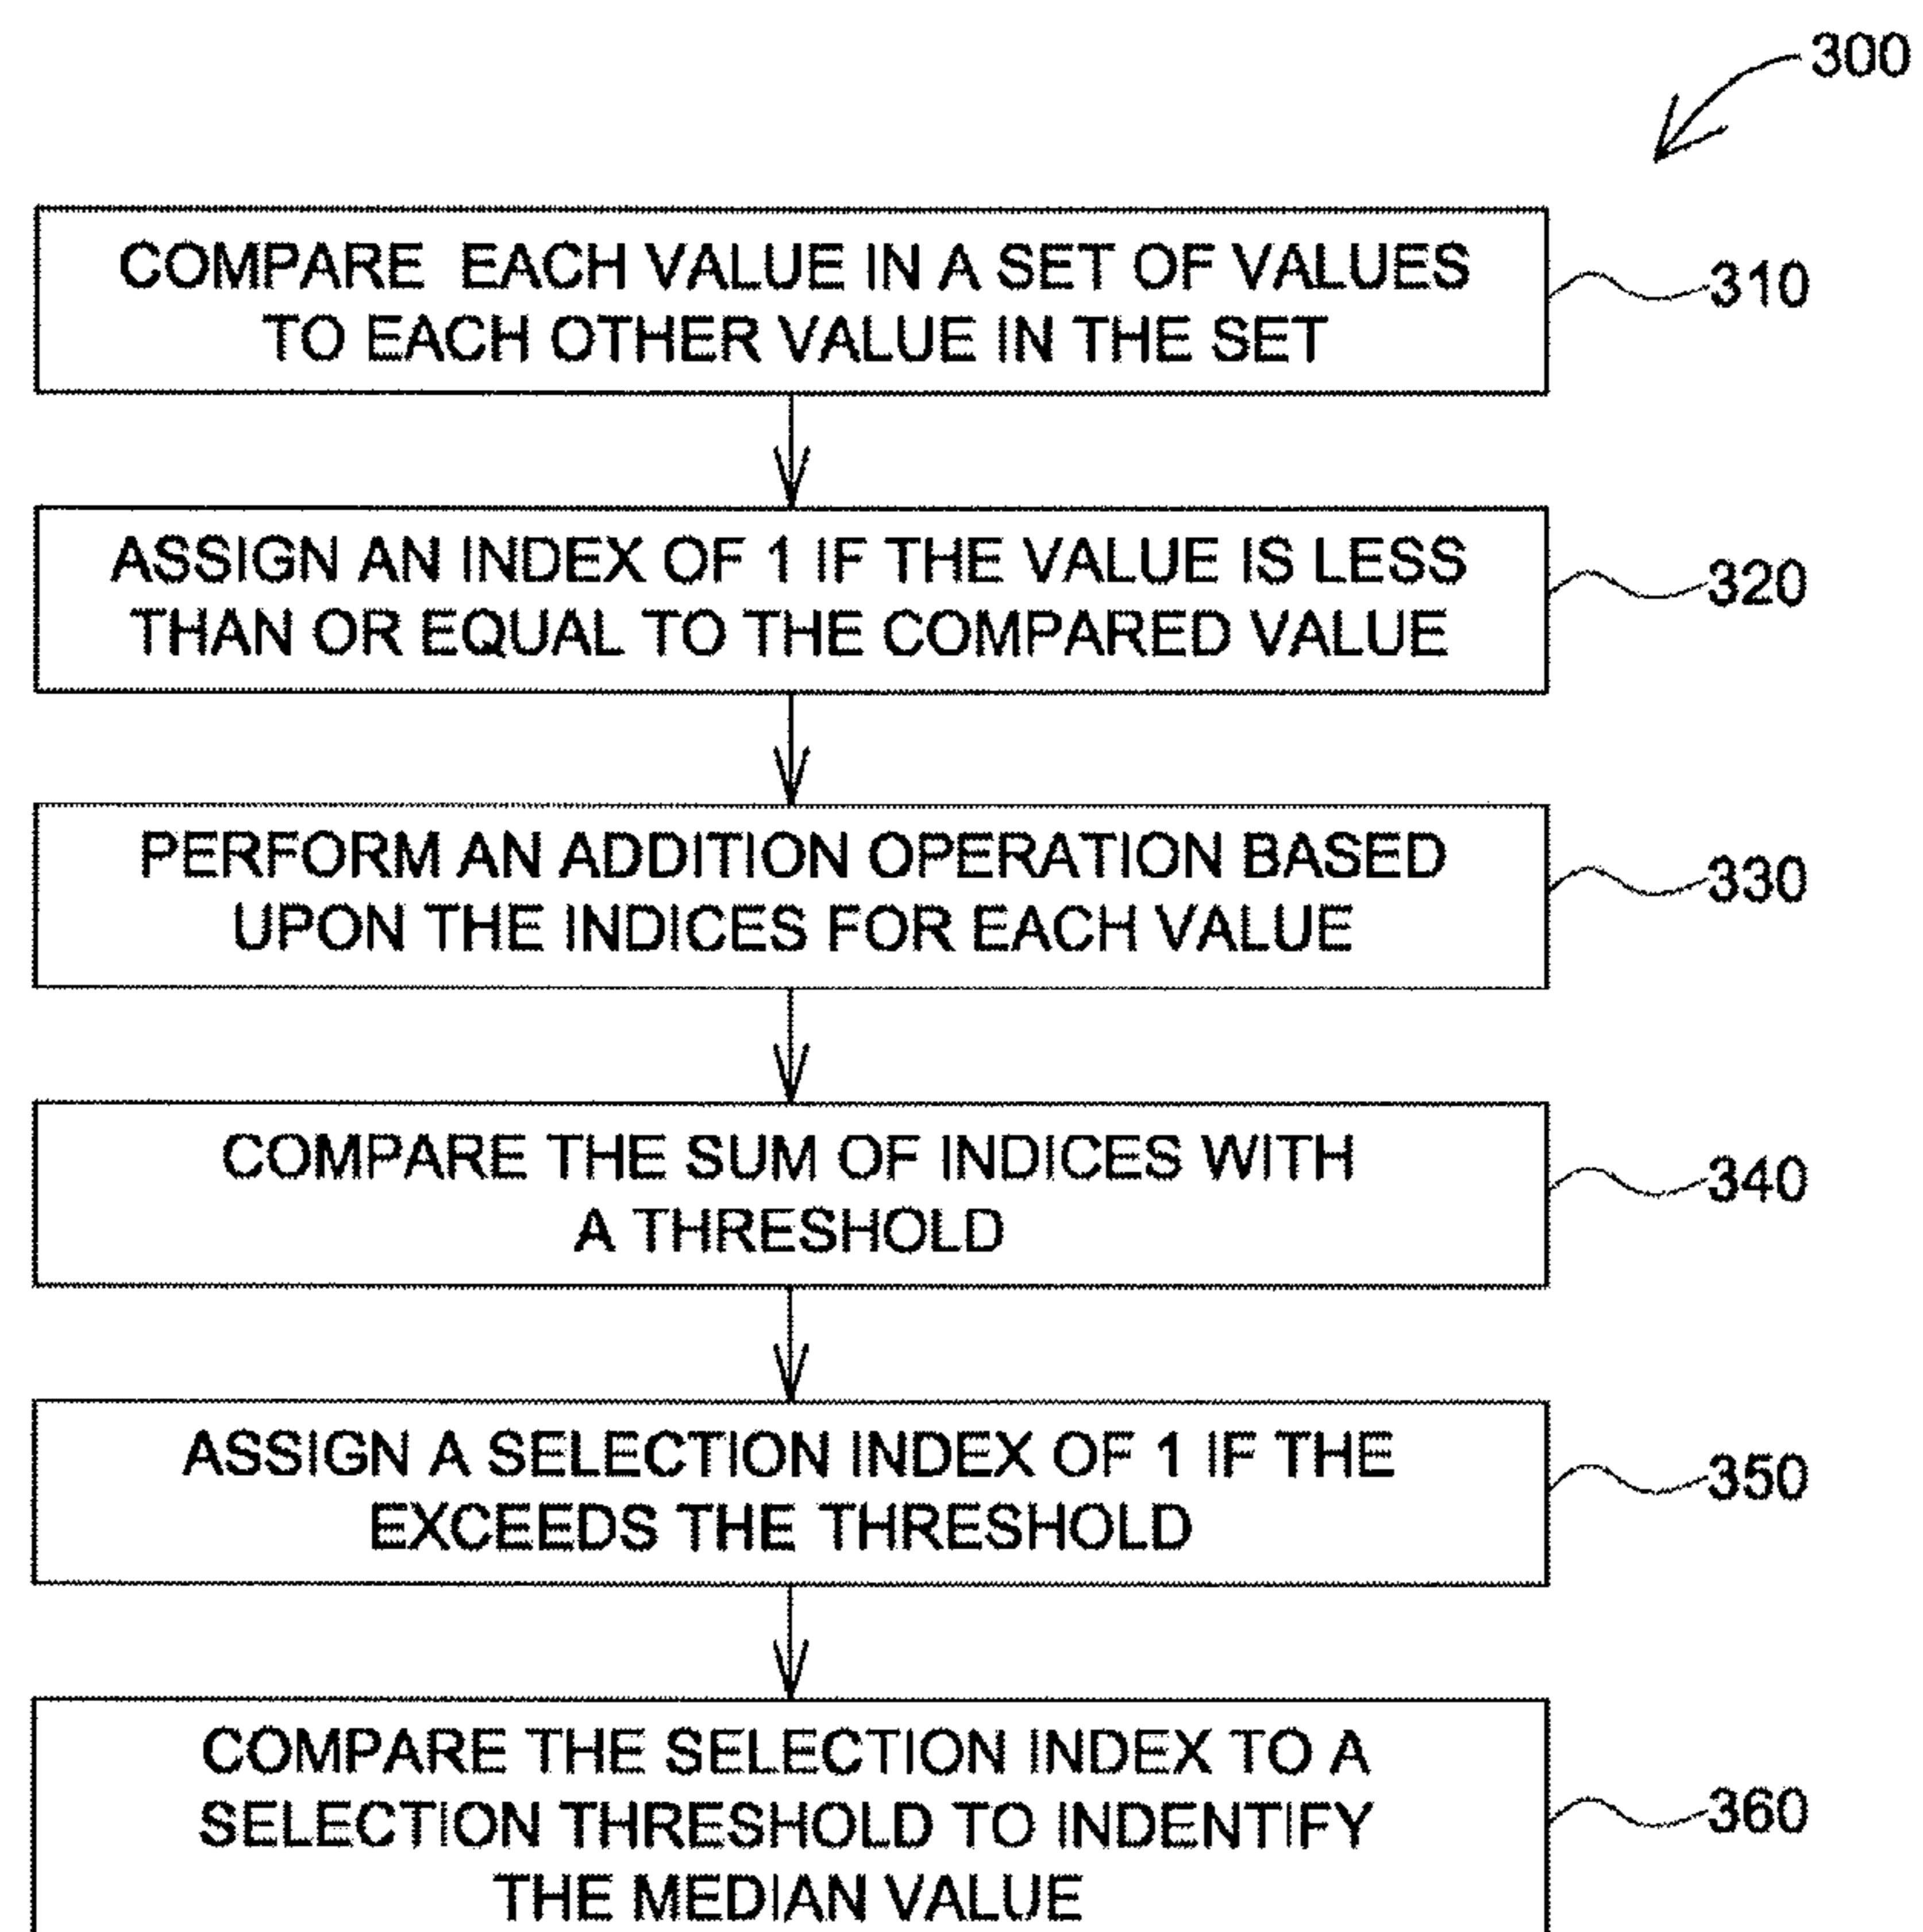 300
COMPARE EACH VALUE IN A SET OF VALUES
TO EACH OTHER VALUE IN THE SET
310
ASSIGN AN INDEX OF 1 IF THE VALUE IS LESS
THAN OR EQUAL TO THE COMPARED VALUE
320
PERFORM AN ADDITION OPERATION BASED
UPON THE INDICES FOR EACH VALUE
330
COMPARE THE SUM OF INDICES WITH
A THRESHOLD
340
ASSIGN A SELECTION INDEX OF 1 IF THE
EXCEEDS THE THRESHOLD
350
COMPARE THE SELECTION INDEX TO A
SELECTION THRESHOLD TO INDENTIFY
THE MEDIAN VALUE
360